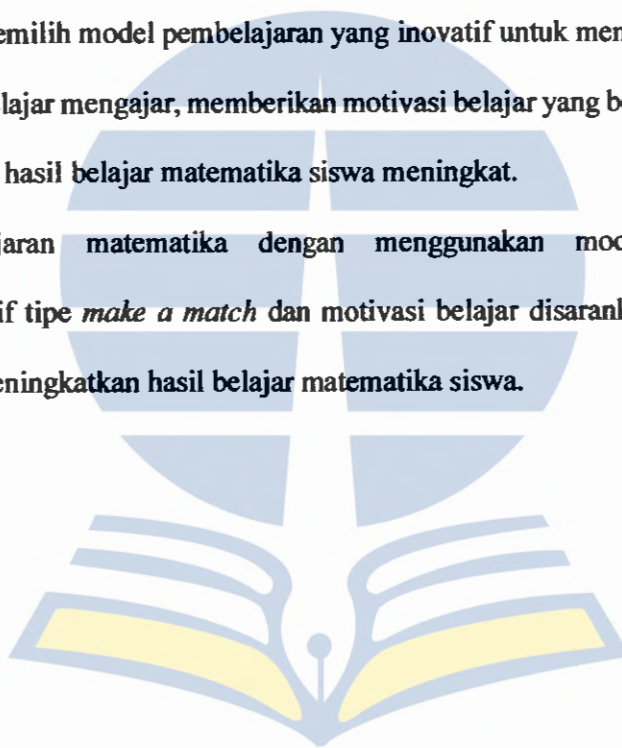 emilih model pembelajaran yang inovatif untuk men
lajar mengajar, memberikan motivasi belajar yang b
hasil belajar matematika siswa meningkat.
jaran matematika dengan menggunakan mod
if tipe make a match dan motivasi belajar disaran
eningkatkan hasil belajar matematika siswa.